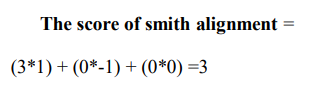 The score of smith alignment =
(3*1) + (0*-1) + (0*0) =3